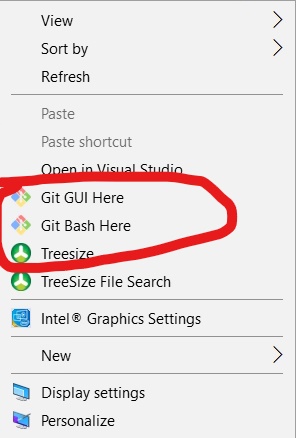 View
Sort by
Refresh
Paste
Paste shortcut
Open in Visual Studio
Git GUI Here
Git Bash Here
Treesize
TreeSize File Search
Intel® Graphics Settings
New
Display settings
Personalize